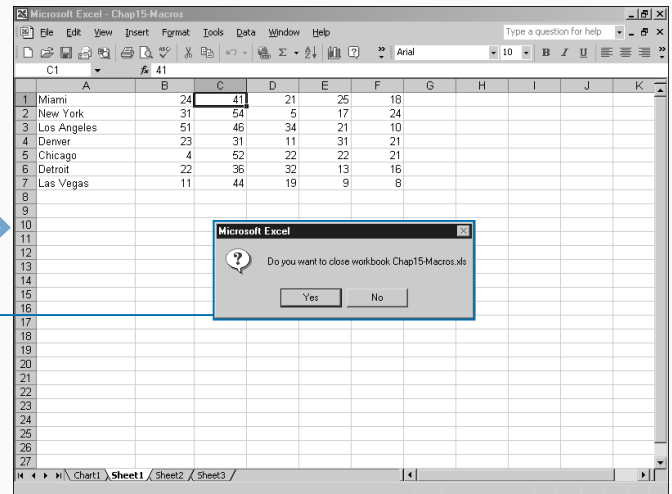 Microsoft Excel - Chap15-Macros
File Edit View Insert Format Tools Data Window Help Type a question for help
Arial 10 B I U
C1 fx 41
A B C D E F G H I J K
1 Miami 24 41 21 25 18
2 New York 31 54 5 17 24
3 Los Angeles 51 46 34 21 10
4 Denver 23 31 11 31 21
5 Chicago 4 52 22 22 21
6 Detroit 22 36 32 13 16
7 Las Vegas 11 44 19 9 8
8
9
10
Microsoft Excel
11
12
Do you want to close workbook Chap15-Macros.xls
13
14
15
Yes No
16
17
18
19
20
21
22
23
24
25
26
27
Chart1 Sheet1 Sheet2 Sheet3